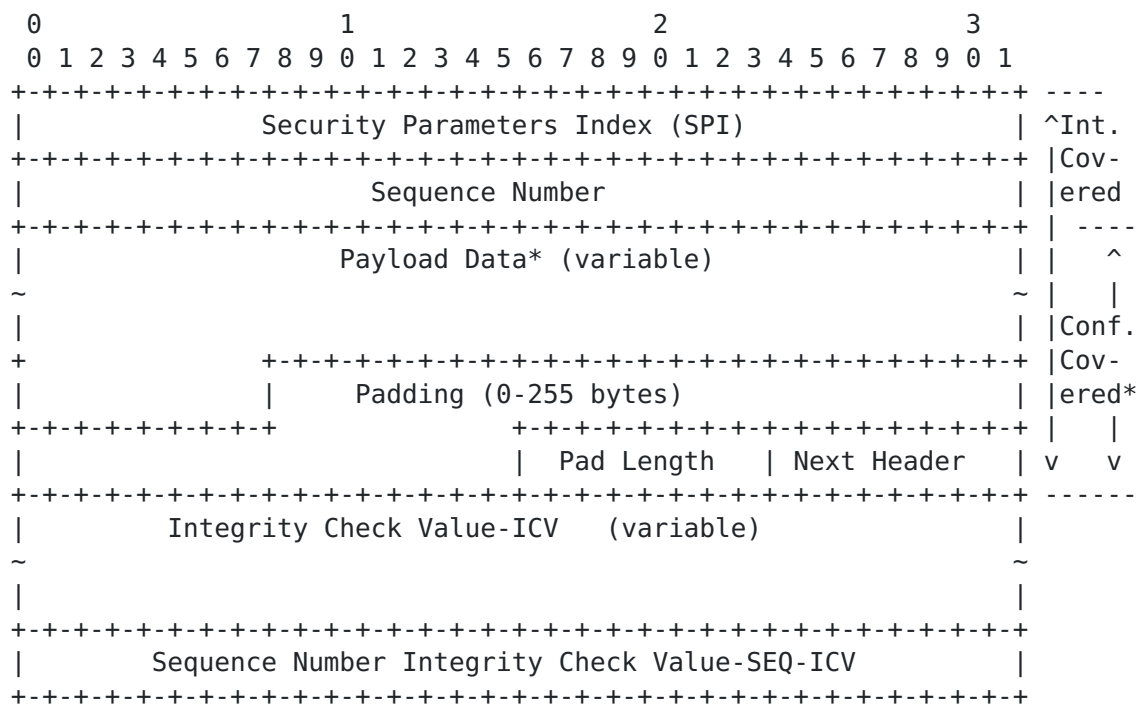 0                   1                   2                   3
 0 1 2 3 4 5 6 7 8 9 0 1 2 3 4 5 6 7 8 9 0 1 2 3 4 5 6 7 8 9 0 1
+-+-+-+-+-+-+-+-+-+-+-+-+-+-+-+-+-+-+-+-+-+-+-+-+-+-+-+-+-+-+-+-+ ----
|               Security Parameters Index (SPI)                 | ^Int.
+-+-+-+-+-+-+-+-+-+-+-+-+-+-+-+-+-+-+-+-+-+-+-+-+-+-+-+-+-+-+-+-+ |Cov-
|                      Sequence Number                          | |ered
+-+-+-+-+-+-+-+-+-+-+-+-+-+-+-+-+-+-+-+-+-+-+-+-+-+-+-+-+-+-+-+-+ | ----
|                    Payload Data* (variable)                   | |   ^
~                                                               ~ |   |
|                                                               | |Conf.
+               +-+-+-+-+-+-+-+-+-+-+-+-+-+-+-+-+-+-+-+-+-+-+-+-+ |Cov-
|               |     Padding (0-255 bytes)                     | |ered*
+-+-+-+-+-+-+-+-+               +-+-+-+-+-+-+-+-+-+-+-+-+-+-+-+-+ |   |
|                               |  Pad Length   | Next Header   | v   v
+-+-+-+-+-+-+-+-+-+-+-+-+-+-+-+-+-+-+-+-+-+-+-+-+-+-+-+-+-+-+-+-+ ------
|         Integrity Check Value-ICV   (variable)                |
~                                                               ~
|                                                               |
+-+-+-+-+-+-+-+-+-+-+-+-+-+-+-+-+-+-+-+-+-+-+-+-+-+-+-+-+-+-+-+-+
|        Sequence Number Integrity Check Value-SEQ-ICV          |
+-+-+-+-+-+-+-+-+-+-+-+-+-+-+-+-+-+-+-+-+-+-+-+-+-+-+-+-+-+-+-+-+